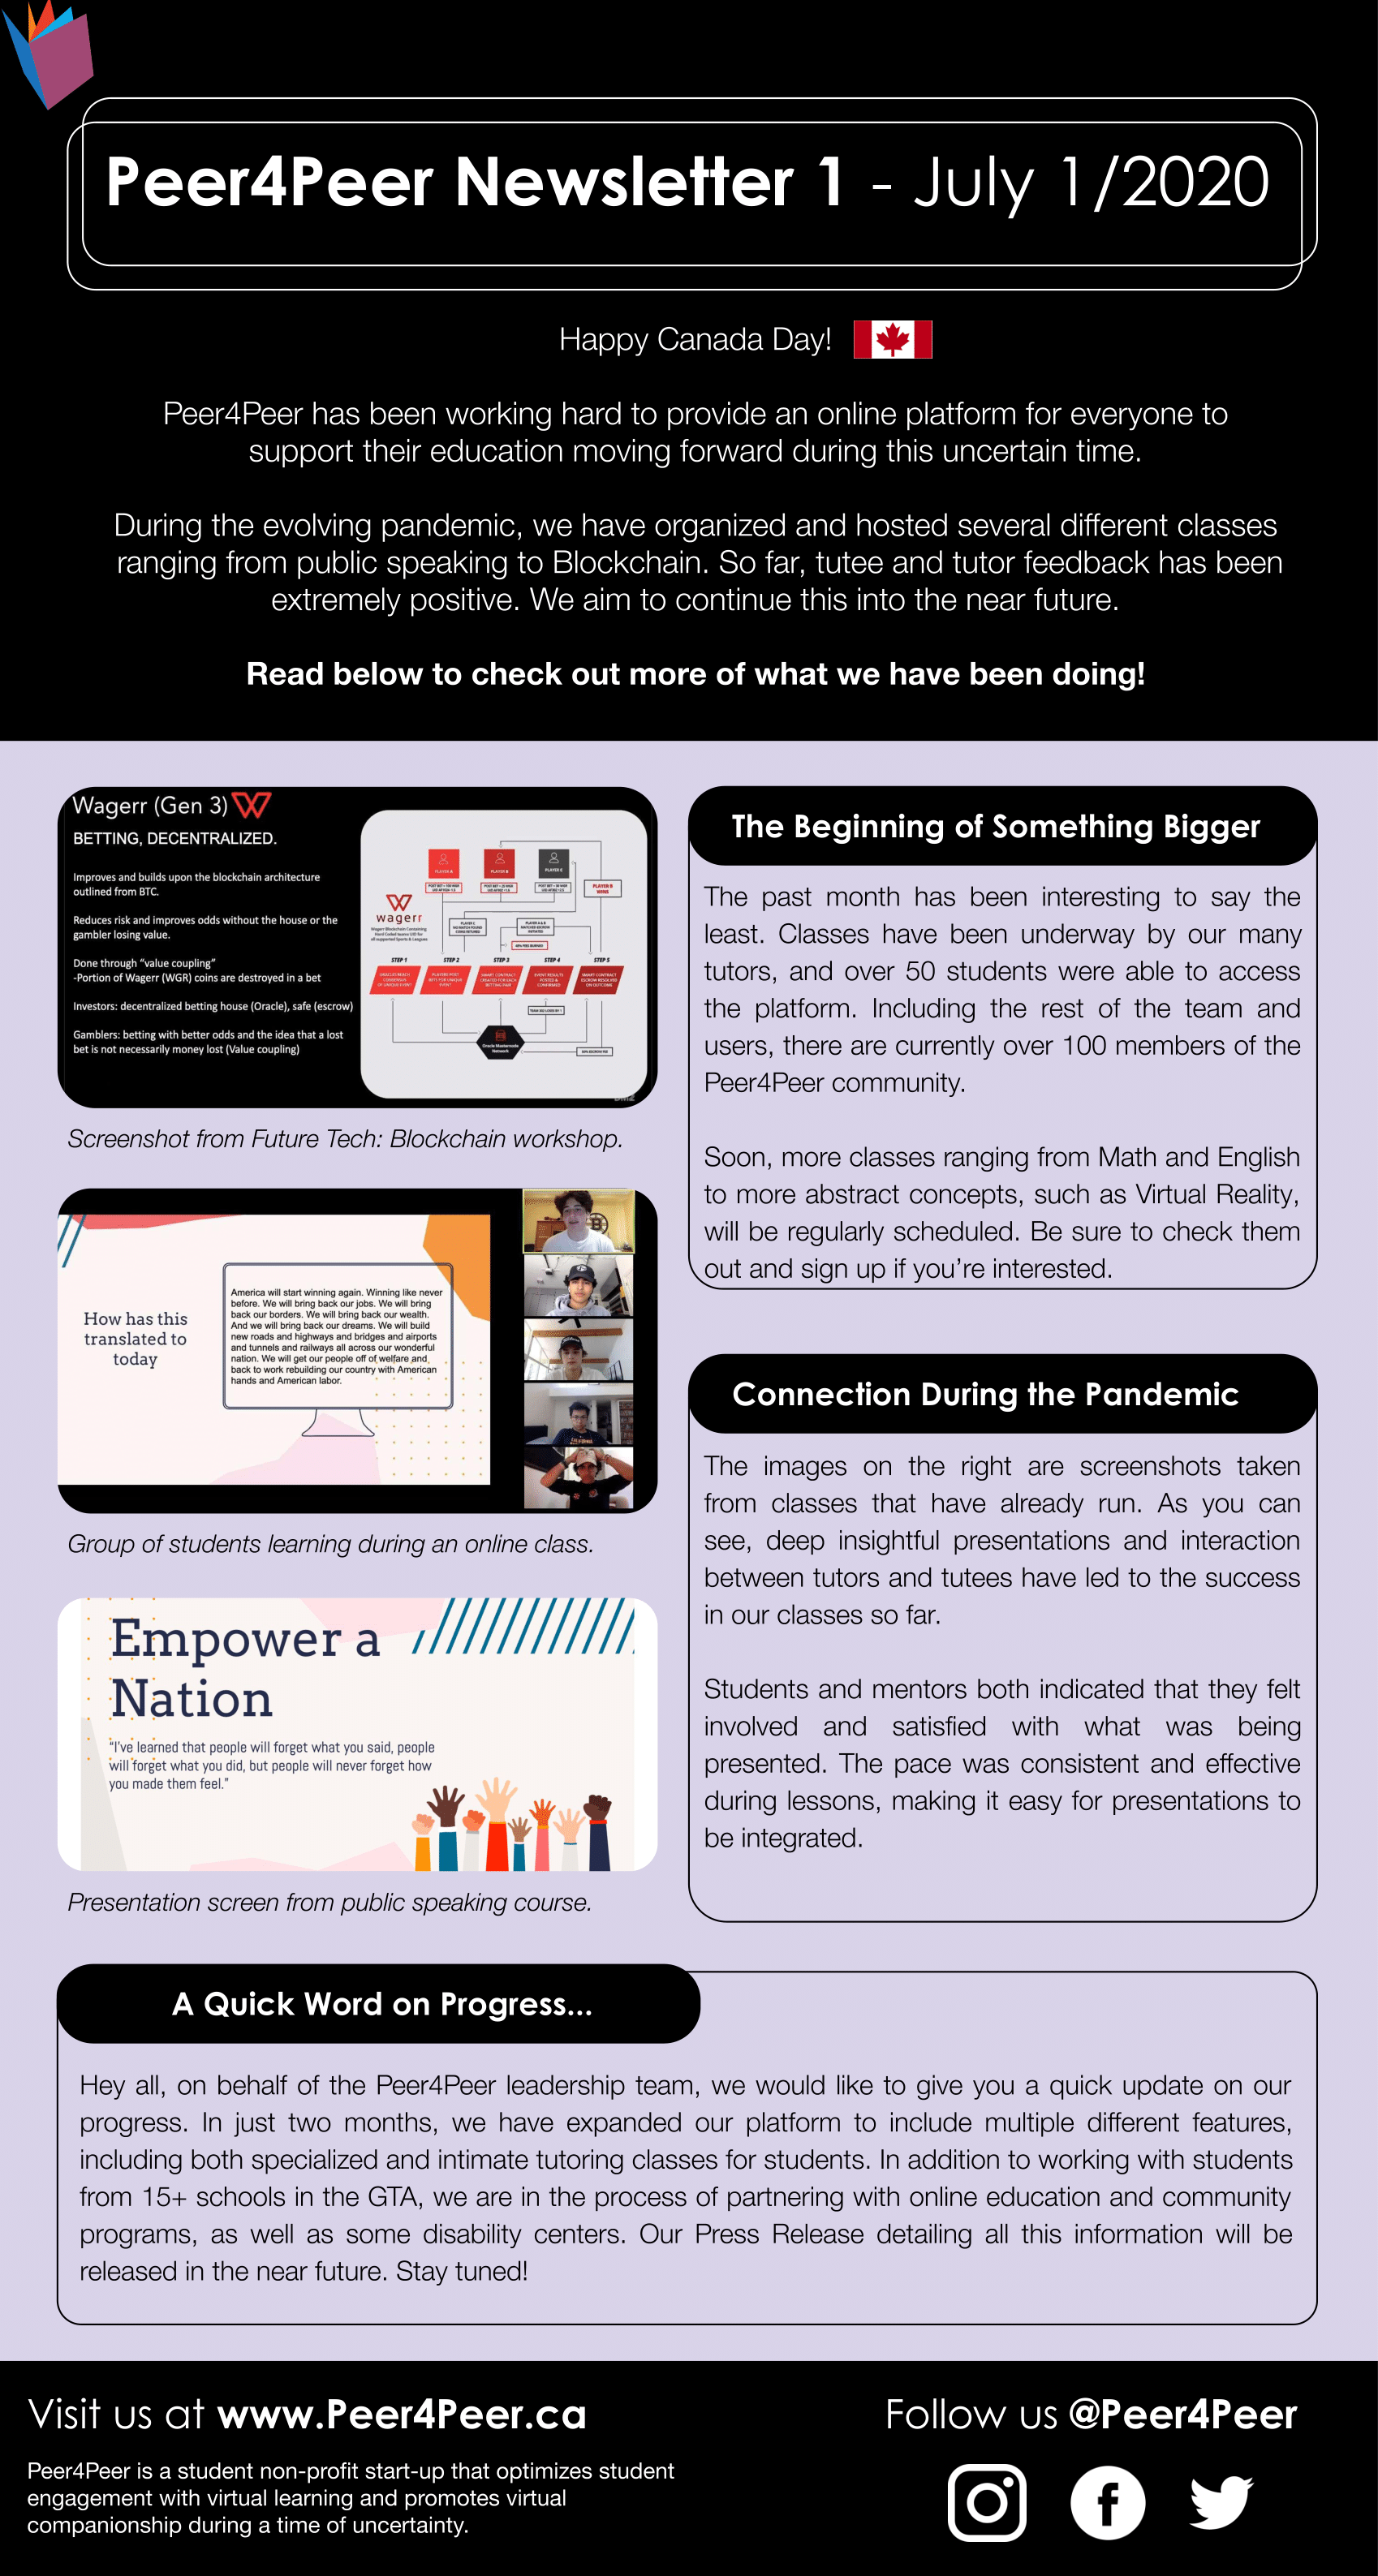 Peer4Peer Newsletter 1 - July 1/2020
Happy Canada Day!
Peer4Peer has been working hard to provide an online platform for everyone to
support their education moving forward during this uncertain time.
During the evolving pandemic, we have organized and hosted several different classes
ranging from public speaking to Blockchain. So far, tutee and tutor feedback has been
extremely positive. We aim to continue this into the near future.
Read below to check out more of what we have been doing!
Wagerr (Gen 3)
BETTING, DECENTRALIZED.
Improves and builds upon the blockchain architecture
outlined from BTC.
Reduces risk and improves odds without the house or the
gambler losing value.
Done through “value coupling”
-Portion of Wagerr (WGR) coins are destroyed in a bet
Investors: decentralized betting house (Oracle), safe (escrow)
Gamblers: betting with better odds and the idea that a lost
bet is not necessarily money lost (Value coupling)
wagerr
PLAYER A
PLAYER B
PLAYER B
WINS
STEP 1
STEP 2
STEP 3
STEP 4
STEP 5
Oracle Masternode
Network
Screenshot from Future Tech: Blockchain workshop.
How has this
translated to
today
America will start winning again. Winning like never
before. We will bring back our jobs. We will bring
back our borders. We will bring back our wealth.
And we will bring back our dreams. We will build
new roads and highways and bridges and airports
and tunnels and railways all across our wonderful
nation. We will get our people off of welfare and
back to work rebuilding our country with American
hands and American labor.
Group of students learning during an online class.
Empower a
Nation
“I’ve learned that people will forget what you said, people
will forget what you did, but people will never forget how
you made them feel.”
Presentation screen from public speaking course.
The Beginning of Something Bigger
The past month has been interesting to say the
least. Classes have been underway by our many
tutors, and over 50 students were able to access
the platform. Including the rest of the team and
users, there are currently over 100 members of the
Peer4Peer community.
Soon, more classes ranging from Math and English
to more abstract concepts, such as Virtual Reality,
will be regularly scheduled. Be sure to check them
out and sign up if you’re interested.
Connection During the Pandemic
The images on the right are screenshots taken
from classes that have already run. As you can
see, deep insightful presentations and interaction
between tutors and tutees have led to the success
in our classes so far.
Students and mentors both indicated that they felt
involved and satisfied with what was being
presented. The pace was consistent and effective
during lessons, making it easy for presentations to
be integrated.
A Quick Word on Progress...
Hey all, on behalf of the Peer4Peer leadership team, we would like to give you a quick update on our
progress. In just two months, we have expanded our platform to include multiple different features,
including both specialized and intimate tutoring classes for students. In addition to working with students
from 15+ schools in the GTA, we are in the process of partnering with online education and community
programs, as well as some disability centers. Our Press Release detailing all this information will be
released in the near future. Stay tuned!
Visit us at www.Peer4Peer.ca
Peer4Peer is a student non-profit start-up that optimizes student
engagement with virtual learning and promotes virtual
companionship during a time of uncertainty.
Follow us @Peer4Peer